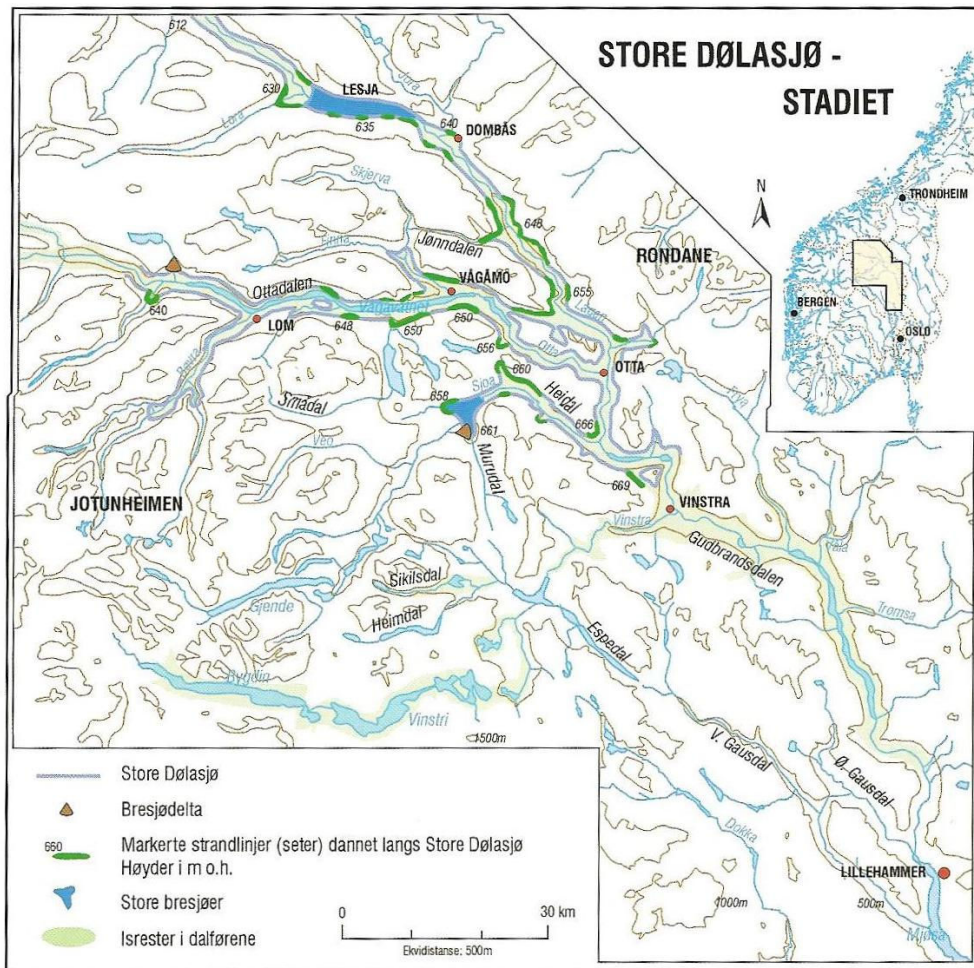 STORE DØLASJØ -
STADIET
612
Jora
630
LESJA
Lora
635
640
DOMBÅS
N
TRONDHEIM
Skjerva
648
Jønndalen
Finna
RONDANE
VÅGÅMO
655
Ottadalen
Vågåvatnet
BERGEN
640
LOM
648
650
650
Lågen
OSLO
656
Otta
OTTA
660
Sjoa
Heidal
Smådal
658
661
666
Veo
Murudal
669
JOTUNHEIMEN
VINSTRA
Vinstra
Gudbrandsdalen
Sikilsdal
Gjende
Heimdal
Tromsa
Espedal
Bygdin
Vinstri
1500m
V. Gausdal
Ø. Gausdal
Dokka
LILLEHAMMER
1000m
500m
Mjøsa
Store Dølasjø
Bresjødelta
660
Markerte strandlinjer (seter) dannet langs Store Dølasjø
Høyder i m o.h.
Store bresjøer
Isrester i dalførene
0
30 km
Ekvidistanse: 500m